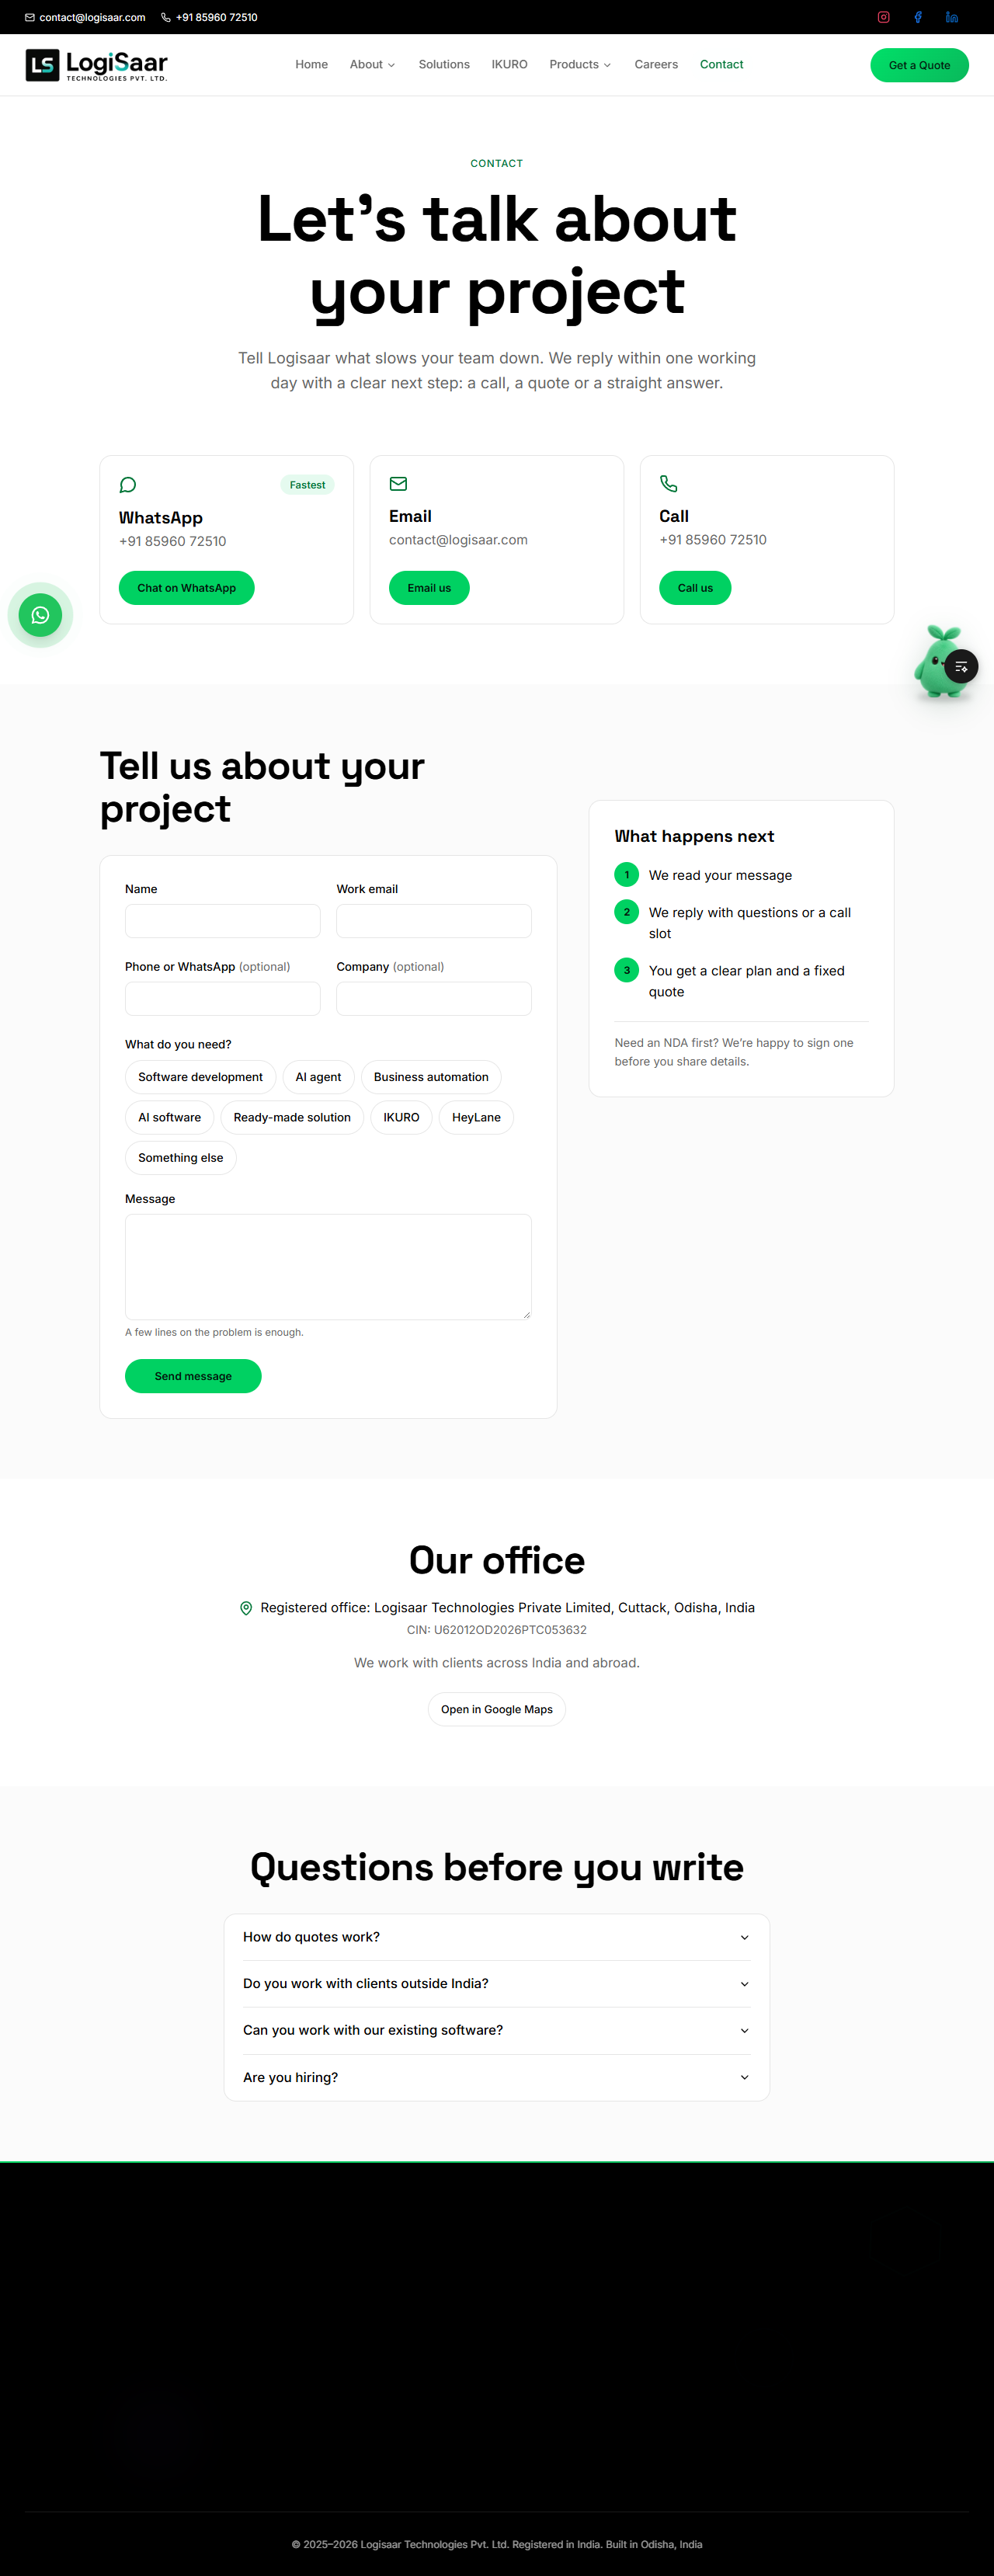 contact@logisaar.com +91 85960 72510
LS LogiSaar
TECHNOLOGIES PVT. LTD.
Home About Solutions IKURO Products Careers Contact
Get a Quote
CONTACT
Let’s talk about
your project
Tell Logisaar what slows your team down. We reply within one working
day with a clear next step: a call, a quote or a straight answer.
Fastest
WhatsApp
+91 85960 72510
Chat on WhatsApp
Email
contact@logisaar.com
Email us
Call
+91 85960 72510
Call us
Tell us about your
project
Name Work email
Phone or WhatsApp (optional) Company (optional)
What do you need?
Software development AI agent Business automation
AI software Ready-made solution IKURO HeyLane
Something else
Message
A few lines on the problem is enough.
Send message
What happens next
1 We read your message
2 We reply with questions or a call
slot
3 You get a clear plan and a fixed
quote
Need an NDA first? We’re happy to sign one
before you share details.
Our office
Registered office: Logisaar Technologies Private Limited, Cuttack, Odisha, India
CIN: U62012OD2026PTC053632
We work with clients across India and abroad.
Open in Google Maps
Questions before you write
How do quotes work?
Do you work with clients outside India?
Can you work with our existing software?
Are you hiring?
© 2025–2026 Logisaar Technologies Pvt. Ltd. Registered in India. Built in Odisha, India